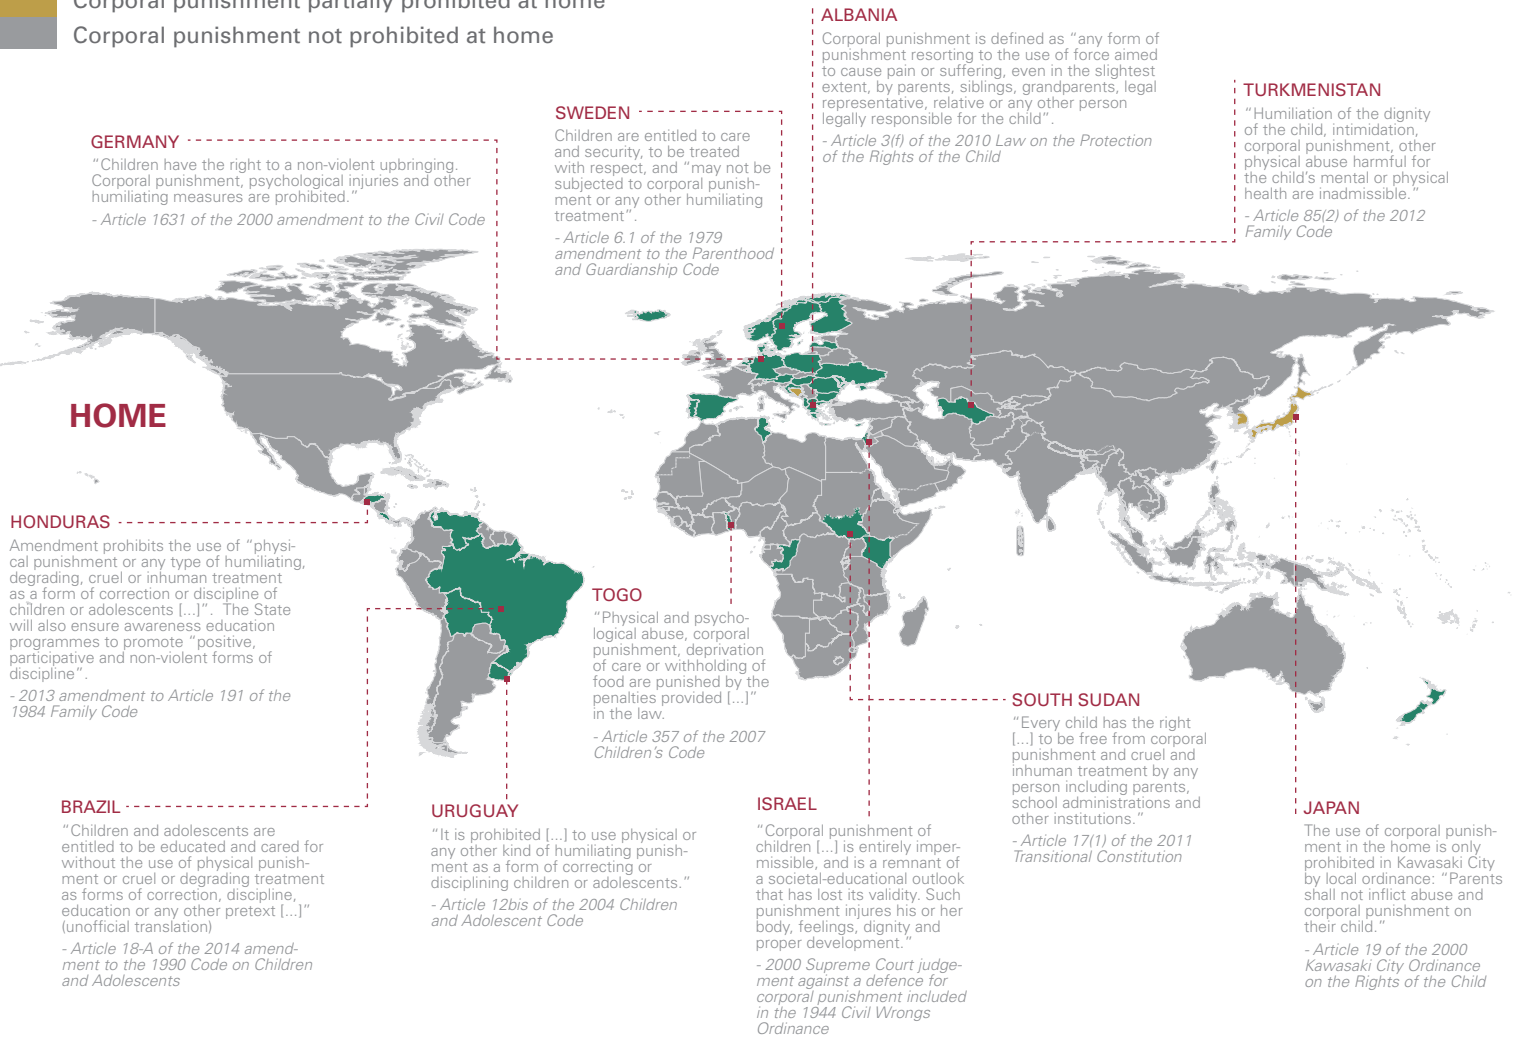 Corporal punishment partially prohibited at home
Corporal punishment not prohibited at home
ALBANIA
Corporal punishment is defined as “any form of
punishment resorting to the use of force aimed
to cause pain or suffering, even in the slightest
extent, by parents, siblings, grandparents, legal
representative, relative or any other person
legally responsible for the child”.
- Article 3(f) of the 2010 Law on the Protection
of the Rights of the Child
TURKMENISTAN
“Humiliation of the dignity
of the child, intimidation,
corporal punishment, other
physical abuse harmful for
the child’s mental or physical
health are inadmissible.”
- Article 85(2) of the 2012
Family Code
SWEDEN
Children are entitled to care
and security, to be treated
with respect, and “may not be
subjected to corporal punish-
ment or any other humiliating
treatment”.
- Article 6.1 of the 1979
amendment to the Parenthood
and Guardianship Code
GERMANY
“Children have the right to a non-violent upbringing.
Corporal punishment, psychological injuries and other
humiliating measures are prohibited.”
- Article 1631 of the 2000 amendment to the Civil Code
HOME
HONDURAS
Amendment prohibits the use of “physi-
cal punishment or any type of humiliating,
degrading, cruel or inhuman treatment
as a form of correction or discipline of
children or adolescents [...]”.  The State
will also ensure awareness education
programmes to promote “positive,
participative and non-violent forms of
discipline”.
- 2013 amendment to Article 191 of the
1984 Family Code
TOGO
“Physical and psycho-
logical abuse, corporal
punishment, deprivation
of care or withholding of
food are punished by the
penalties provided [...]”
in the law.
- Article 357 of the 2007
Children’s Code
SOUTH SUDAN
“Every child has the right
[...] to be free from corporal
punishment and cruel and
inhuman treatment by any
person including parents,
school administrations and
other institutions.”
- Article 17(1) of the 2011
Transitional Constitution
BRAZIL
“Children and adolescents are
entitled to be educated and cared for
without the use of physical punish-
ment or cruel or degrading treatment
as forms of correction, discipline,
education or any other pretext [...]”
(unofficial translation)
- Article 18-A of the 2014 amend-
ment to the 1990 Code on Children
and Adolescents
URUGUAY
“It is prohibited [...] to use physical or
any other kind of humiliating punish-
ment as a form of correcting or
disciplining children or adolescents.”
- Article 12bis of the 2004 Children
and Adolescent Code
ISRAEL
“Corporal punishment of
children [...] is entirely imper-
missible, and is a remnant of
a societal-educational outlook
that has lost its validity. Such
punishment injures his or her
body, feelings, dignity and
proper development.”
- 2000 Supreme Court judge-
ment against a defence for
corporal punishment included
in the 1944 Civil Wrongs
Ordinance
JAPAN
The use of corporal punish-
ment in the home is only
prohibited in Kawasaki City
by local ordinance: “Parents
shall not inflict abuse and
corporal punishment on
their child.”
- Article 19 of the 2000
Kawasaki City Ordinance
on the Rights of the Child